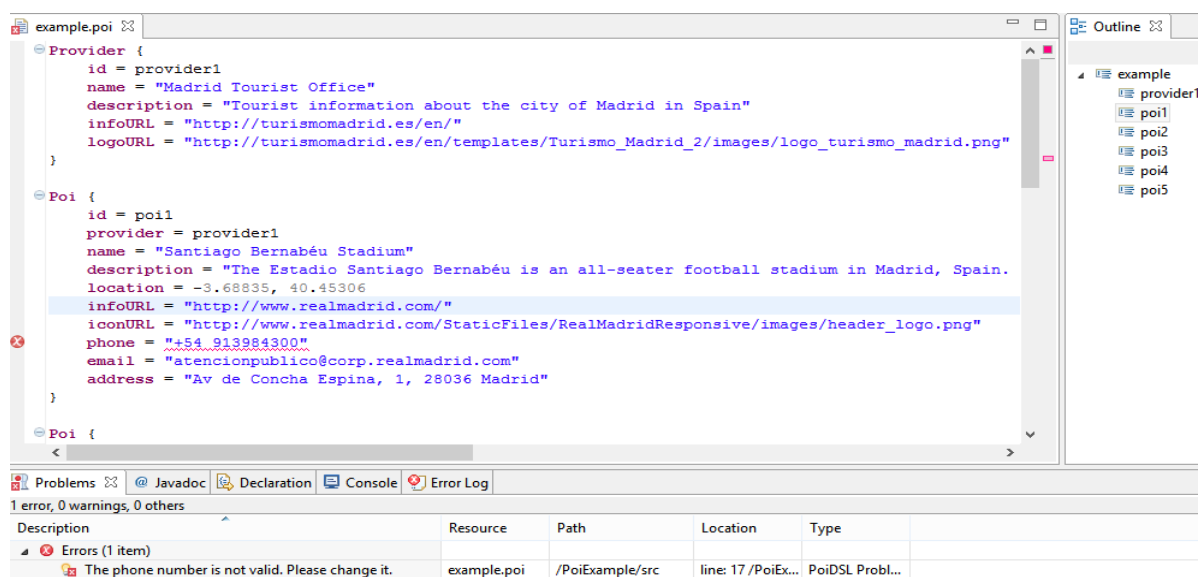 example.poi
Outline
Provider {
id = provider1
name = "Madrid Tourist Office"
description = "Tourist information about the city of Madrid in Spain"
infoURL = "http://turismomadrid.es/en/"
logoURL = "http://turismomadrid.es/en/templates/Turismo_Madrid_2/images/logo_turismo_madrid.png"
}
Poi {
id = poi1
provider = provider1
name = "Santiago Bernabéu Stadium"
description = "The Estadio Santiago Bernabéu is an all-seater football stadium in Madrid, Spain.
location = -3.68835, 40.45306
infoURL = "http://www.realmadrid.com/"
iconURL = "http://www.realmadrid.com/StaticFiles/RealMadridResponsive/images/header_logo.png"
phone = "+54 913984300"
email = "atencionpublico@corp.realmadrid.com"
address = "Av de Concha Espina, 1, 28036 Madrid"
}
Poi {
example
provider1
poi1
poi2
poi3
poi4
poi5
Problems @ Javadoc Declaration Console Error Log
1 error, 0 warnings, 0 others
Description Resource Path Location Type
Errors (1 item)
The phone number is not valid. Please change it. example.poi /PoiExample/src line: 17 /PoiEx... PoiDSL Probl...